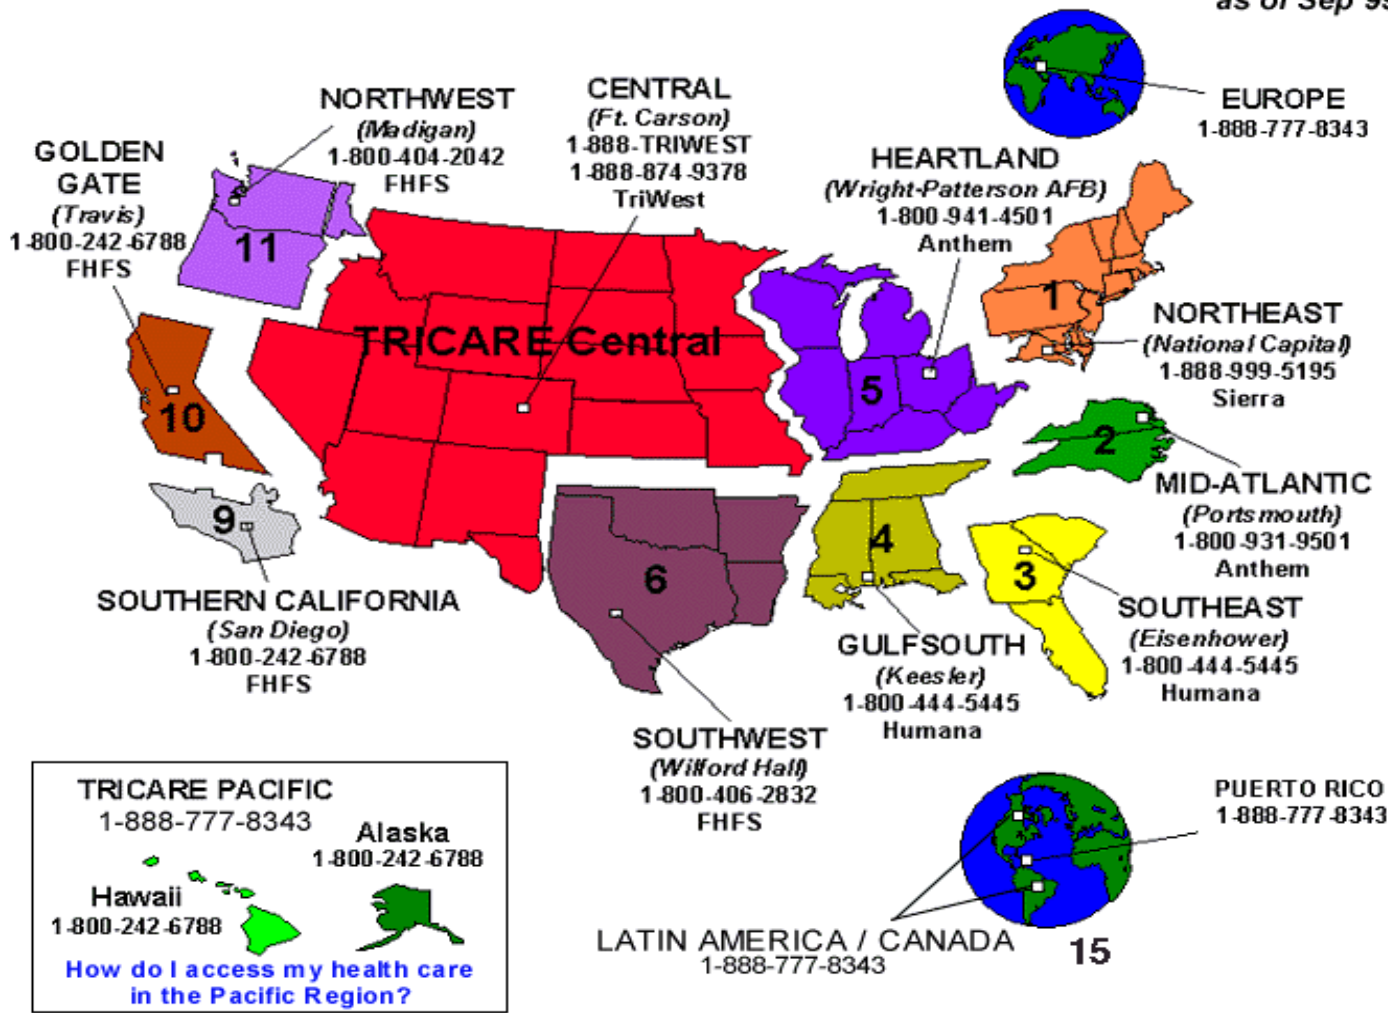 as of Sep 99
EUROPE
1-888-777-8343
NORTHWEST
(Madigan)
1-800-404-2042
FHFS
CENTRAL
(Ft. Carson)
1-888-TRIWEST
1-888-874-9378
TriWest
GOLDEN
GATE
(Travis)
1-800-242-6788
FHFS
HEARTLAND
(Wright-Patterson AFB)
1-800-941-4501
Anthem
11
1
NORTHEAST
(National Capital)
1-888-999-5195
Sierra
TRICARE Central
5
10
2
MID-ATLANTIC
(Portsmouth)
1-800-931-9501
Anthem
9
4
6
3
SOUTHERN CALIFORNIA
(San Diego)
1-800-242-6788
FHFS
SOUTHEAST
(Eisenhower)
1-800-444-5445
Humana
GULFSOUTH
(Keesler)
1-800-444-5445
Humana
SOUTHWEST
(Wilford Hall)
1-800-406-2832
FHFS
TRICARE PACIFIC
1-888-777-8343
Alaska
1-800-242-6788
Hawaii
1-800-242-6788
How do I access my health care
in the Pacific Region?
PUERTO RICO
1-888-777-8343
LATIN AMERICA / CANADA
1-888-777-8343
15